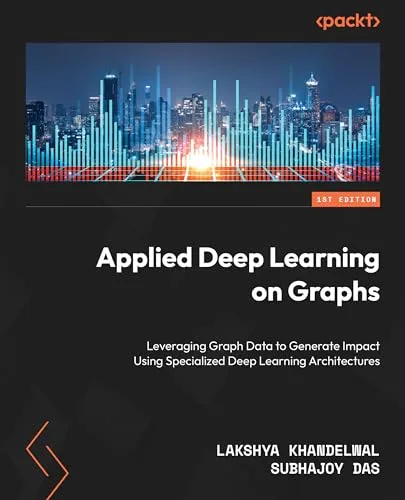 <packt>
1ST EDITION
Applied Deep Learning
on Graphs
Leveraging Graph Data to Generate Impact
Using Specialized Deep Learning Architectures
LAKSHYA KHANDELWAL
SUBHAJOY DAS